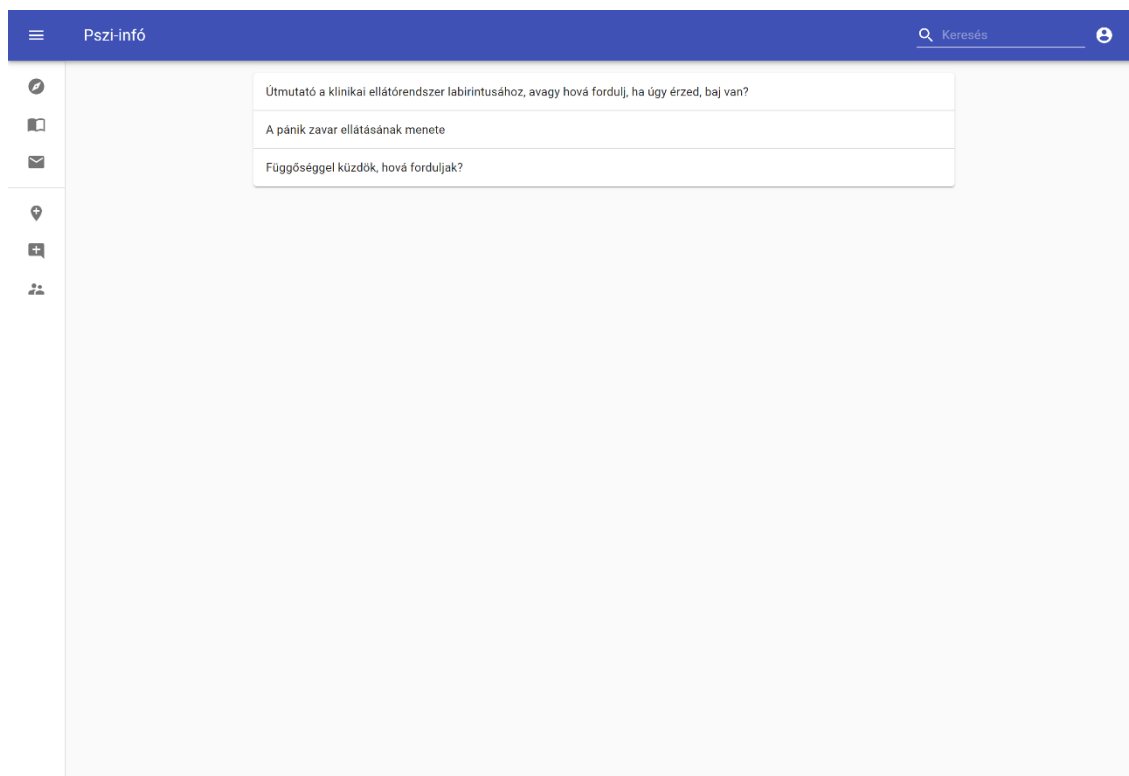 Pszi-infó
Keresés
Útmutató a klinikai ellátórendszer labirintusához, avagy hová fordulj, ha úgy érzed, baj van?
A pánik zavar ellátásának menete
Függőséggel küzdök, hová forduljak?